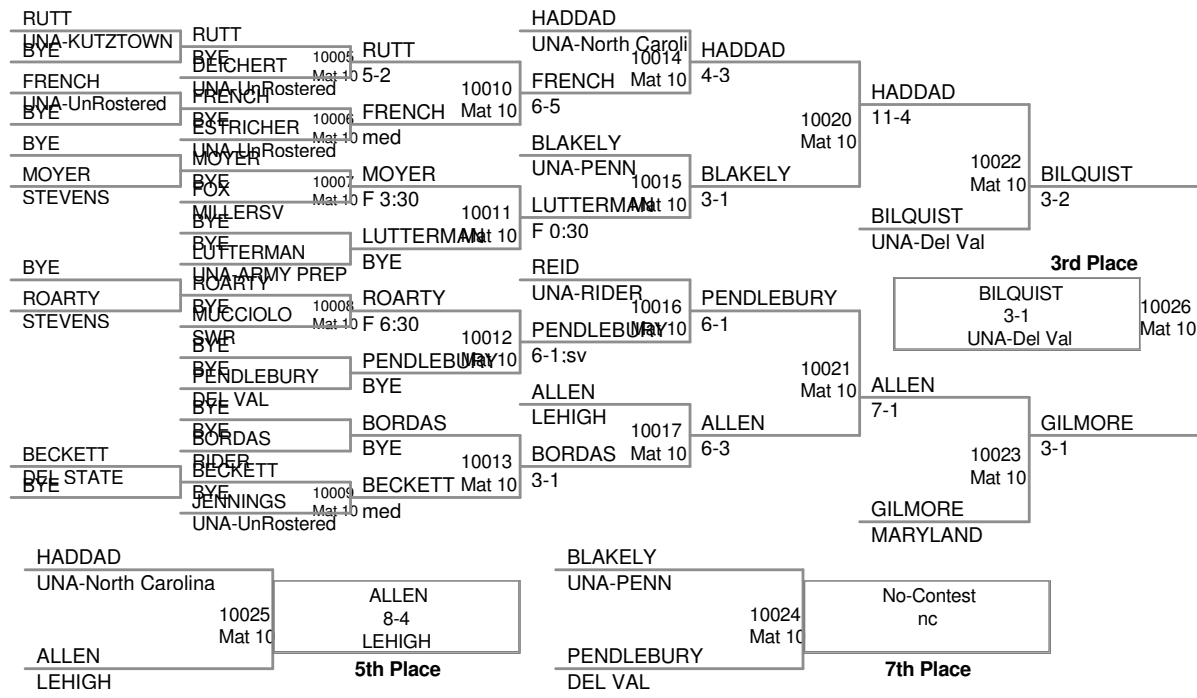 RUTT
UNA-KUTZTOWN
BYE
FRENCH
UNA-UnRostered
BYE
BYE
MOYER
STEVENS
BYE
ROARTY
STEVENS
BECKETT
DEL STATE
BYE
RUTT
BYE
DEICHERT
UNA-UnRostered
10005
Mat 10
FRENCH
BYE
ESTRICHER
UNA-UnRostered
10006
Mat 10
MOYER
BYE
FOX
MILLERSV
10007
Mat 10
BYE
BYE
LUTTERMAN
UNA-ARMY PREP
ROARTY
BYE
MUCCIOLO
SWR
10008
Mat 10
BYE
BYE
PENDLEBURY
DEL VAL
BYE
BYE
BORDAS
RIDER
BECKETT
BYE
JENNINGS
UNA-UnRostered
10009
Mat 10
RUTT
5-2
10010
Mat 10
FRENCH
med
MOYER
F 3:30
10011
Mat 10
LUTTERMAN
BYE
ROARTY
F 6:30
10012
Mat 10
PENDLEBURY
BYE
BORDAS
BYE
10013
Mat 10
BECKETT
med
HADDAD
UNA-North Caroli
10014
Mat 10
FRENCH
6-5
BLAKELY
UNA-PENN
10015
Mat 10
LUTTERMAN
F 0:30
REID
UNA-RIDER
10016
Mat 10
PENDLEBURY
6-1:sv
ALLEN
LEHIGH
10017
Mat 10
BORDAS
3-1
HADDAD
4-3
10020
Mat 10
BLAKELY
3-1
PENDLEBURY
6-1
10021
Mat 10
ALLEN
6-3
HADDAD
11-4
10022
Mat 10
BILQUIST
UNA-Del Val
ALLEN
7-1
10023
Mat 10
GILMORE
MARYLAND
BILQUIST
3-2
3rd Place
BILQUIST
3-1
UNA-Del Val
10026
Mat 10
GILMORE
3-1
HADDAD
UNA-North Carolina
10025
Mat 10
ALLEN
LEHIGH
ALLEN
8-4
LEHIGH
5th Place
BLAKELY
UNA-PENN
10024
Mat 10
PENDLEBURY
DEL VAL
No-Contest
nc
7th Place